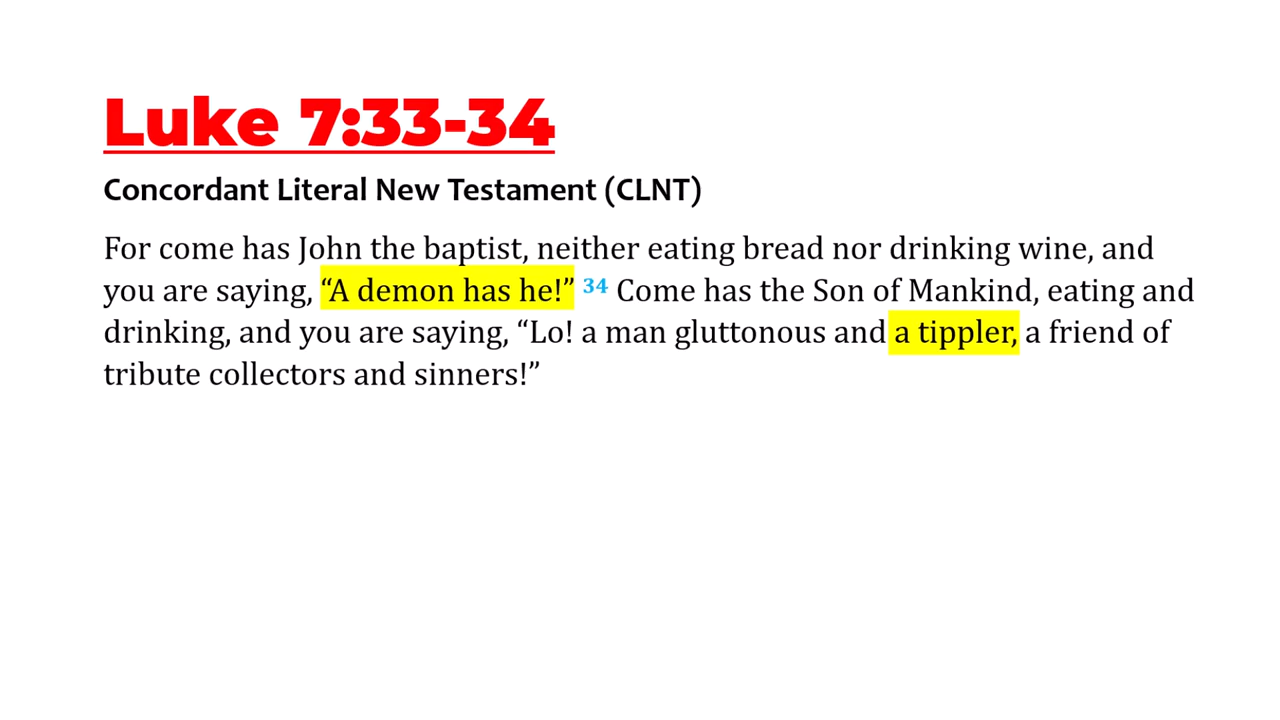 Luke 7:33-34
Concordant Literal New Testament (CLNT)
For come has John the baptist, neither eating bread nor drinking wine, and
you are saying, “A demon has he!” 34 Come has the Son of Mankind, eating and
drinking, and you are saying, “Lo! a man gluttonous and a tippler, a friend of
tribute collectors and sinners!”